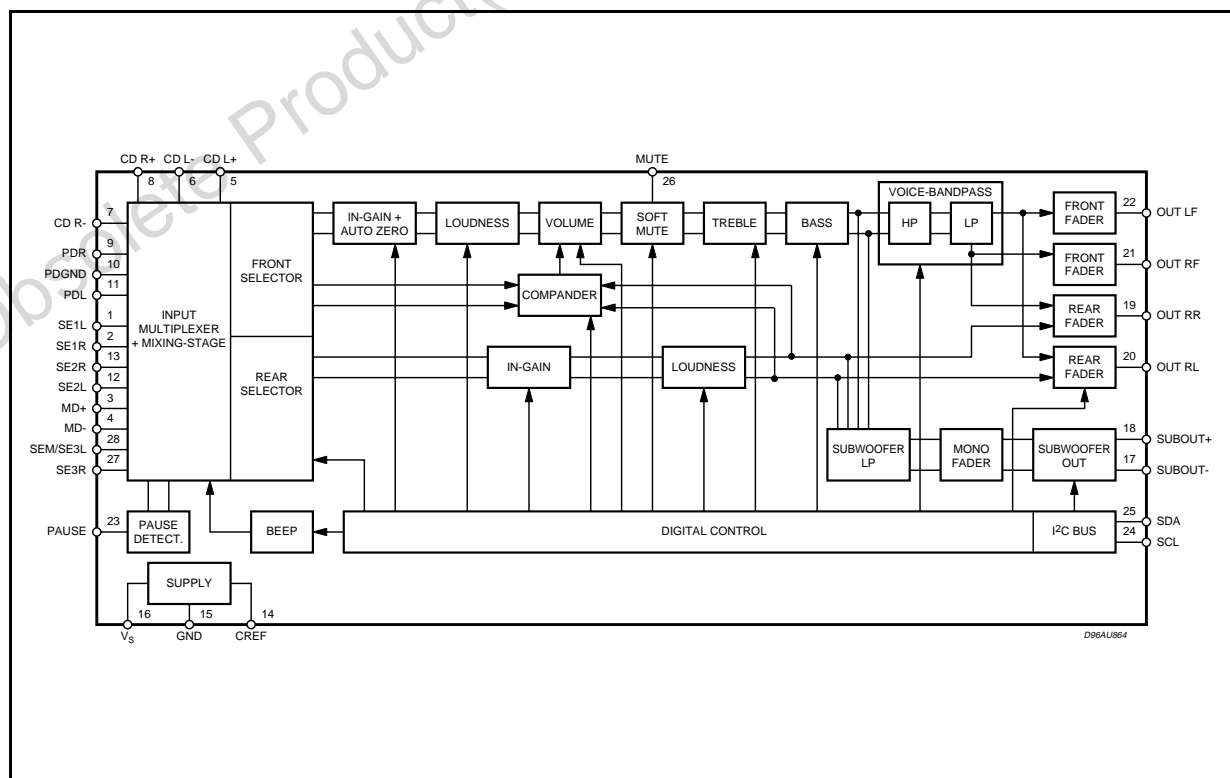 Obsolete Product(
CD R+
CD L-
CD L+
8
6
5
MUTE
26
7
CD R-
9
PDR
10
PDGND
11
PDL
1
SE1L
2
SE1R
13
SE2R
12
SE2L
3
MD+
4
MD-
28
SEM/SE3L
27
SE3R
INPUT
MULTIPLEXER
+ MIXING-STAGE
FRONT
SELECTOR
REAR
SELECTOR
IN-GAIN +
AUTO ZERO
LOUDNESS
VOLUME
SOFT
MUTE
TREBLE
BASS
VOICE-BANDPASS
HP
LP
FRONT
FADER
22
OUT LF
FRONT
FADER
21
OUT RF
COMPANDER
REAR
FADER
19
OUT RR
IN-GAIN
LOUDNESS
REAR
FADER
20
OUT RL
SUBWOOFER
LP
MONO
FADER
SUBWOOFER
OUT
18
SUBOUT+
17
SUBOUT-
23
PAUSE
PAUSE
DETECT.
BEEP
DIGITAL CONTROL
I2C BUS
25
SDA
24
SCL
SUPPLY
16
15
14
VS
GND
CREF
D96AU864